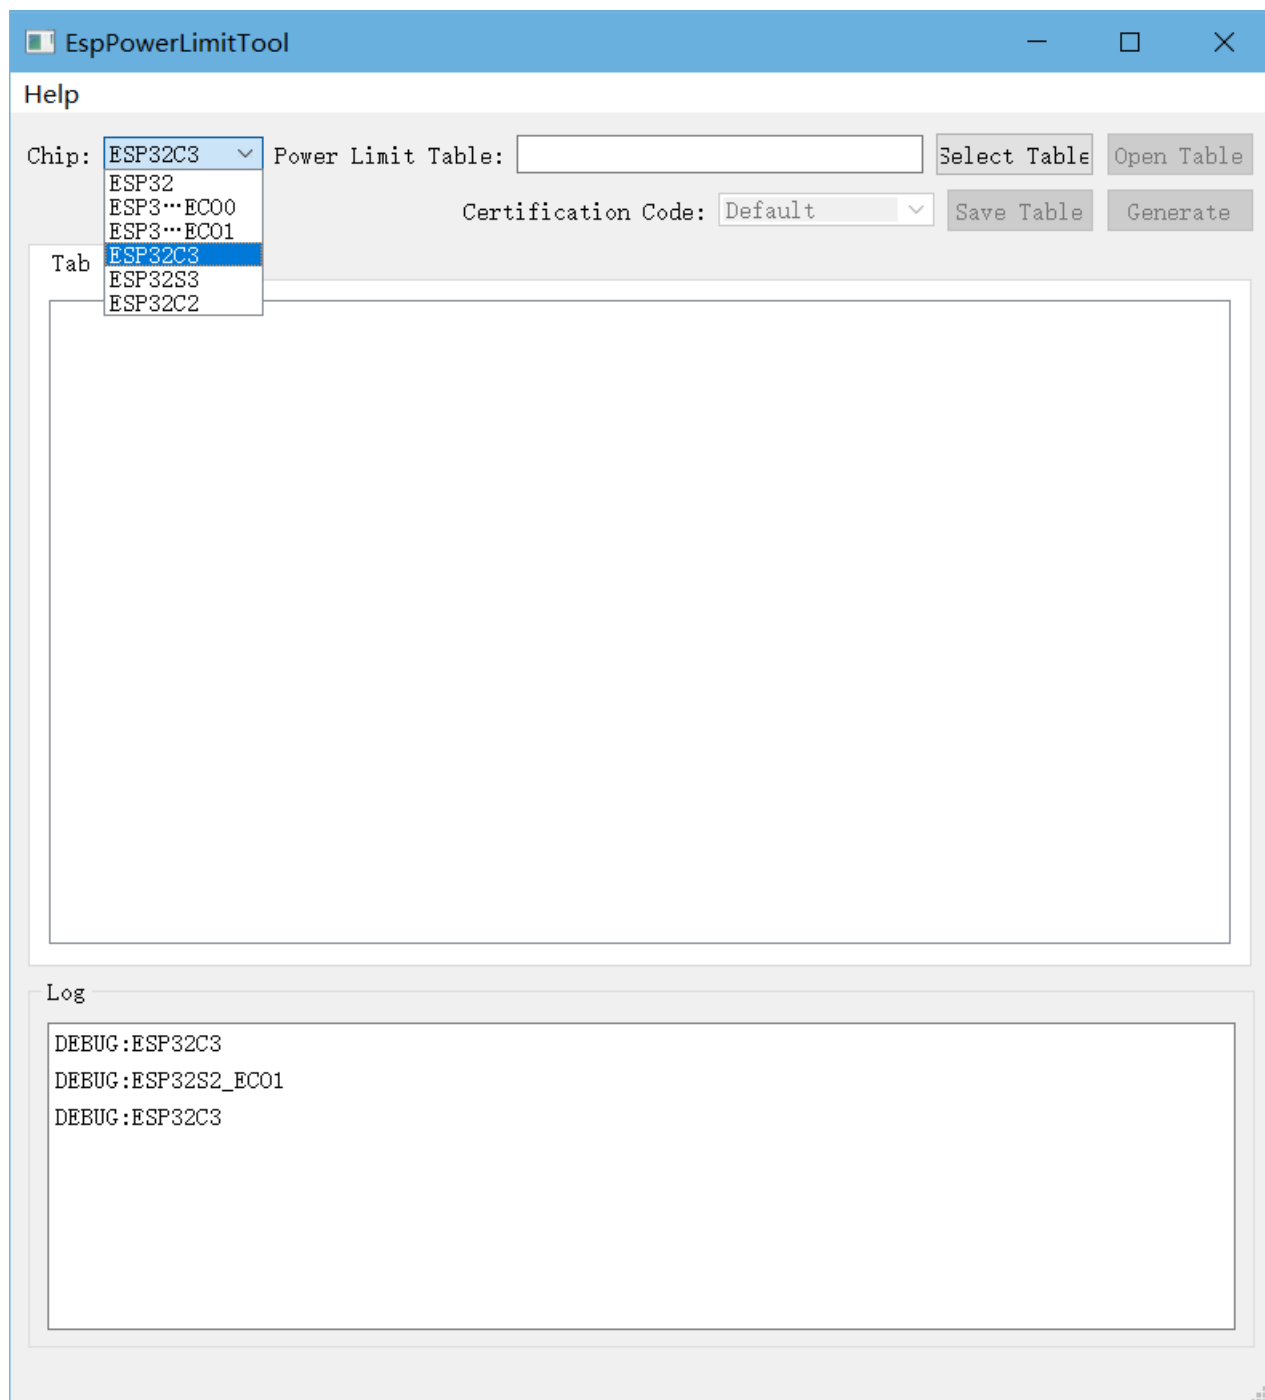 EspPowerLimitTool
Help
Chip: ESP32C3 Power Limit Table: Select Table Open Table
ESP32
ESP3···ECO0
ESP3···ECO1
ESP32C3
ESP32S3
ESP32C2
Certification Code: Default Save Table Generate
Tab
Log
DEBUG:ESP32C3
DEBUG:ESP32S2_ECO1
DEBUG:ESP32C3